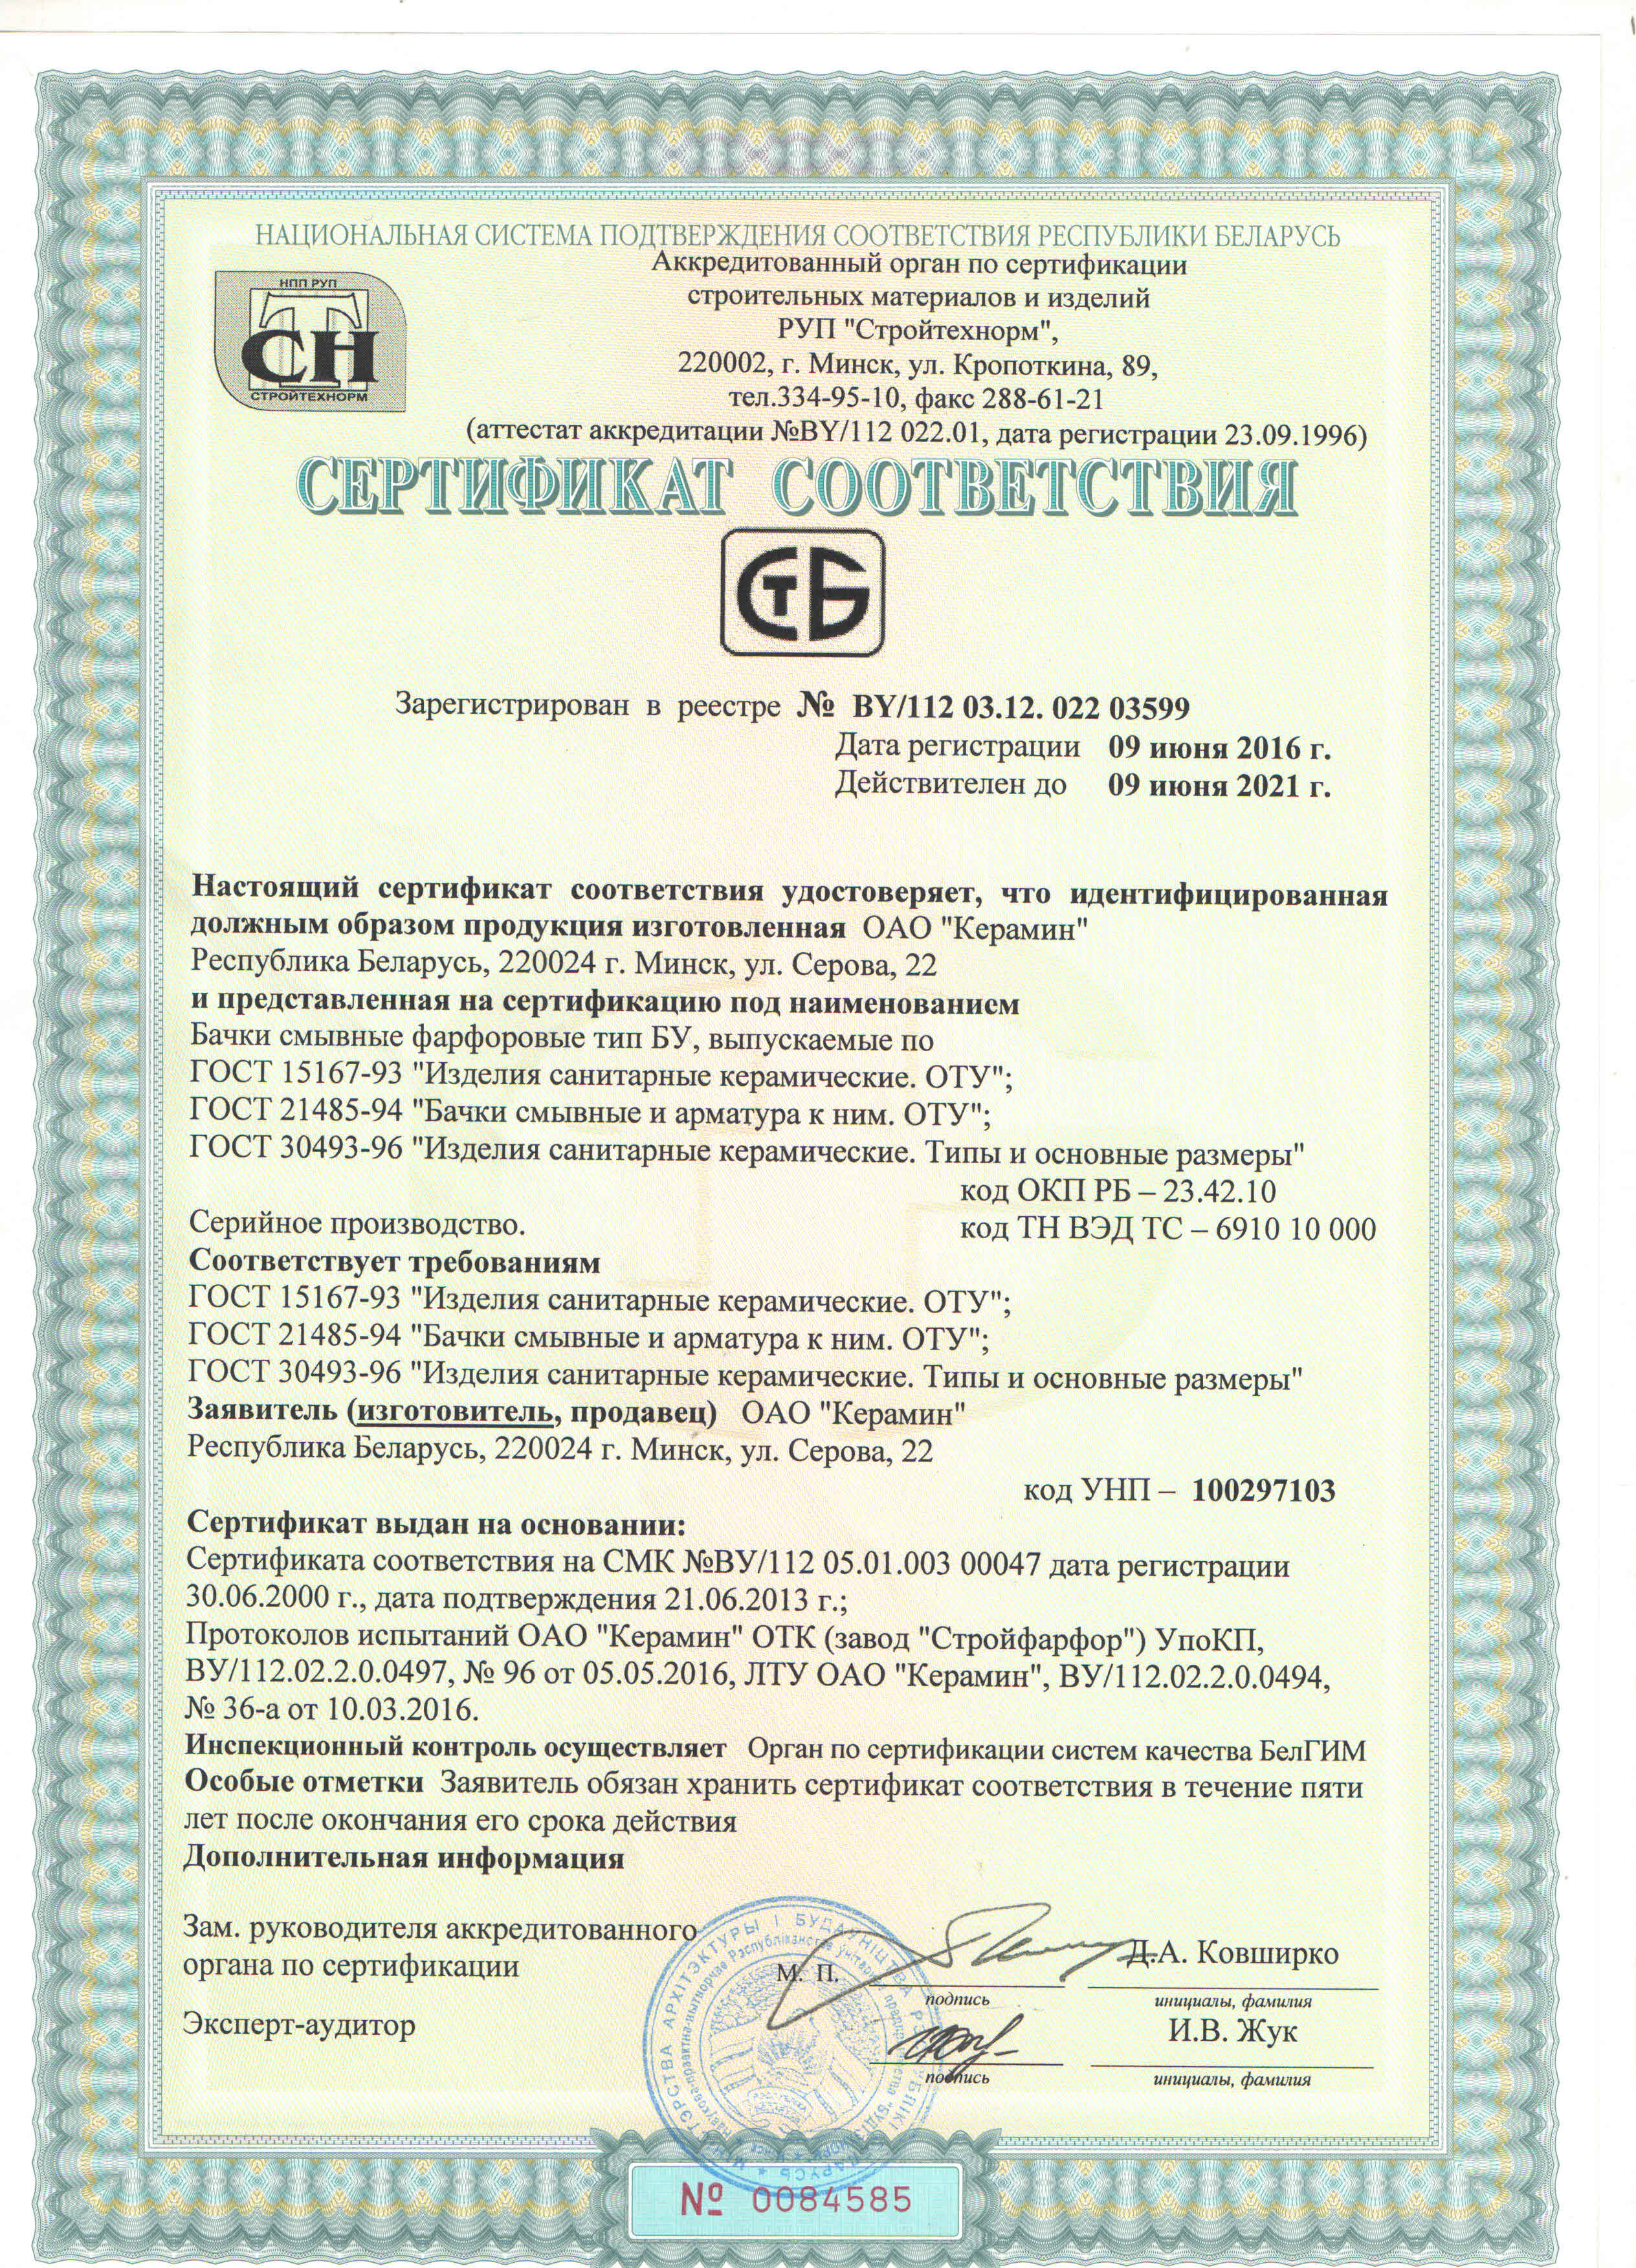 НАЦИОНАЛЬНАЯ СИСТЕМА ПОДТВЕРЖДЕНИЯ СООТВЕТСТВИЯ РЕСПУБЛИКИ БЕЛАРУСЬ
НПП РУП
СТН
СТРОЙТЕХНОРМ
Аккредитованный орган по сертификации
строительных материалов и изделий
РУП "Стройтехнорм",
220002, г. Минск, ул. Кропоткина, 89,
тел.334-95-10, факс 288-61-21
(аттестат аккредитации №BY/112 022.01, дата регистрации 23.09.1996)
СЕРТИФИКАТ СООТВЕТСТВИЯ
СТБ
Зарегистрирован в реестре № BY/112 03.12. 022 03599
Дата регистрации 09 июня 2016 г.
Действителен до 09 июня 2021 г.
Настоящий сертификат соответствия удостоверяет, что идентифицированная
должным образом продукция изготовленная ОАО "Керамин"
Республика Беларусь, 220024 г. Минск, ул. Серова, 22
и представленная на сертификацию под наименованием
Бачки смывные фарфоровые тип БУ, выпускаемые по
ГОСТ 15167-93 "Изделия санитарные керамические. ОТУ";
ГОСТ 21485-94 "Бачки смывные и арматура к ним. ОТУ";
ГОСТ 30493-96 "Изделия санитарные керамические. Типы и основные размеры"
код ОКП РБ – 23.42.10
Серийное производство. код ТН ВЭД ТС – 6910 10 000
Соответствует требованиям
ГОСТ 15167-93 "Изделия санитарные керамические. ОТУ";
ГОСТ 21485-94 "Бачки смывные и арматура к ним. ОТУ";
ГОСТ 30493-96 "Изделия санитарные керамические. Типы и основные размеры"
Заявитель (изготовитель, продавец) ОАО "Керамин"
Республика Беларусь, 220024 г. Минск, ул. Серова, 22
код УНП – 100297103
Сертификат выдан на основании:
Сертификата соответствия на СМК №ВУ/112 05.01.003 00047 дата регистрации
30.06.2000 г., дата подтверждения 21.06.2013 г.;
Протоколов испытаний ОАО "Керамин" ОТК (завод "Стройфарфор") УпоКП,
ВУ/112.02.2.0.0497, № 96 от 05.05.2016, ЛТУ ОАО "Керамин", ВУ/112.02.2.0.0494,
№ 36-а от 10.03.2016.
Инспекционный контроль осуществляет Орган по сертификации систем качества БелГИМ
Особые отметки Заявитель обязан хранить сертификат соответствия в течение пяти
лет после окончания его срока действия
Дополнительная информация
Зам. руководителя аккредитованного
органа по сертификации
М. П.
Д.А. Ковширко
подпись инициалы, фамилия
Эксперт-аудитор И.В. Жук
подпись инициалы, фамилия
№ 0084585